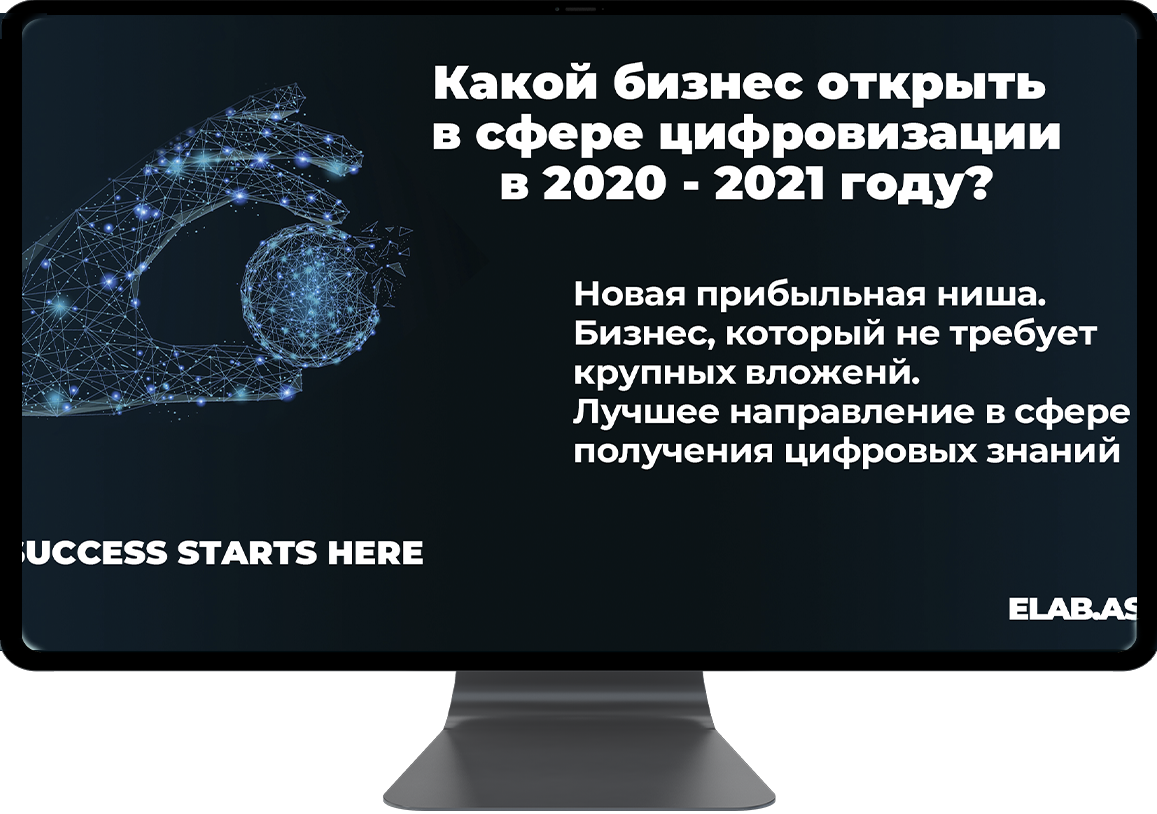 Какой бизнес открыть
в сфере цифровизации
в 2020 - 2021 году?
Новая прибыльная ниша.
Бизнес, который не требует
крупных вложенй.
Лучшее направление в сфере
получения цифровых знаний
SUCCESS STARTS HERE
ELAB.AS